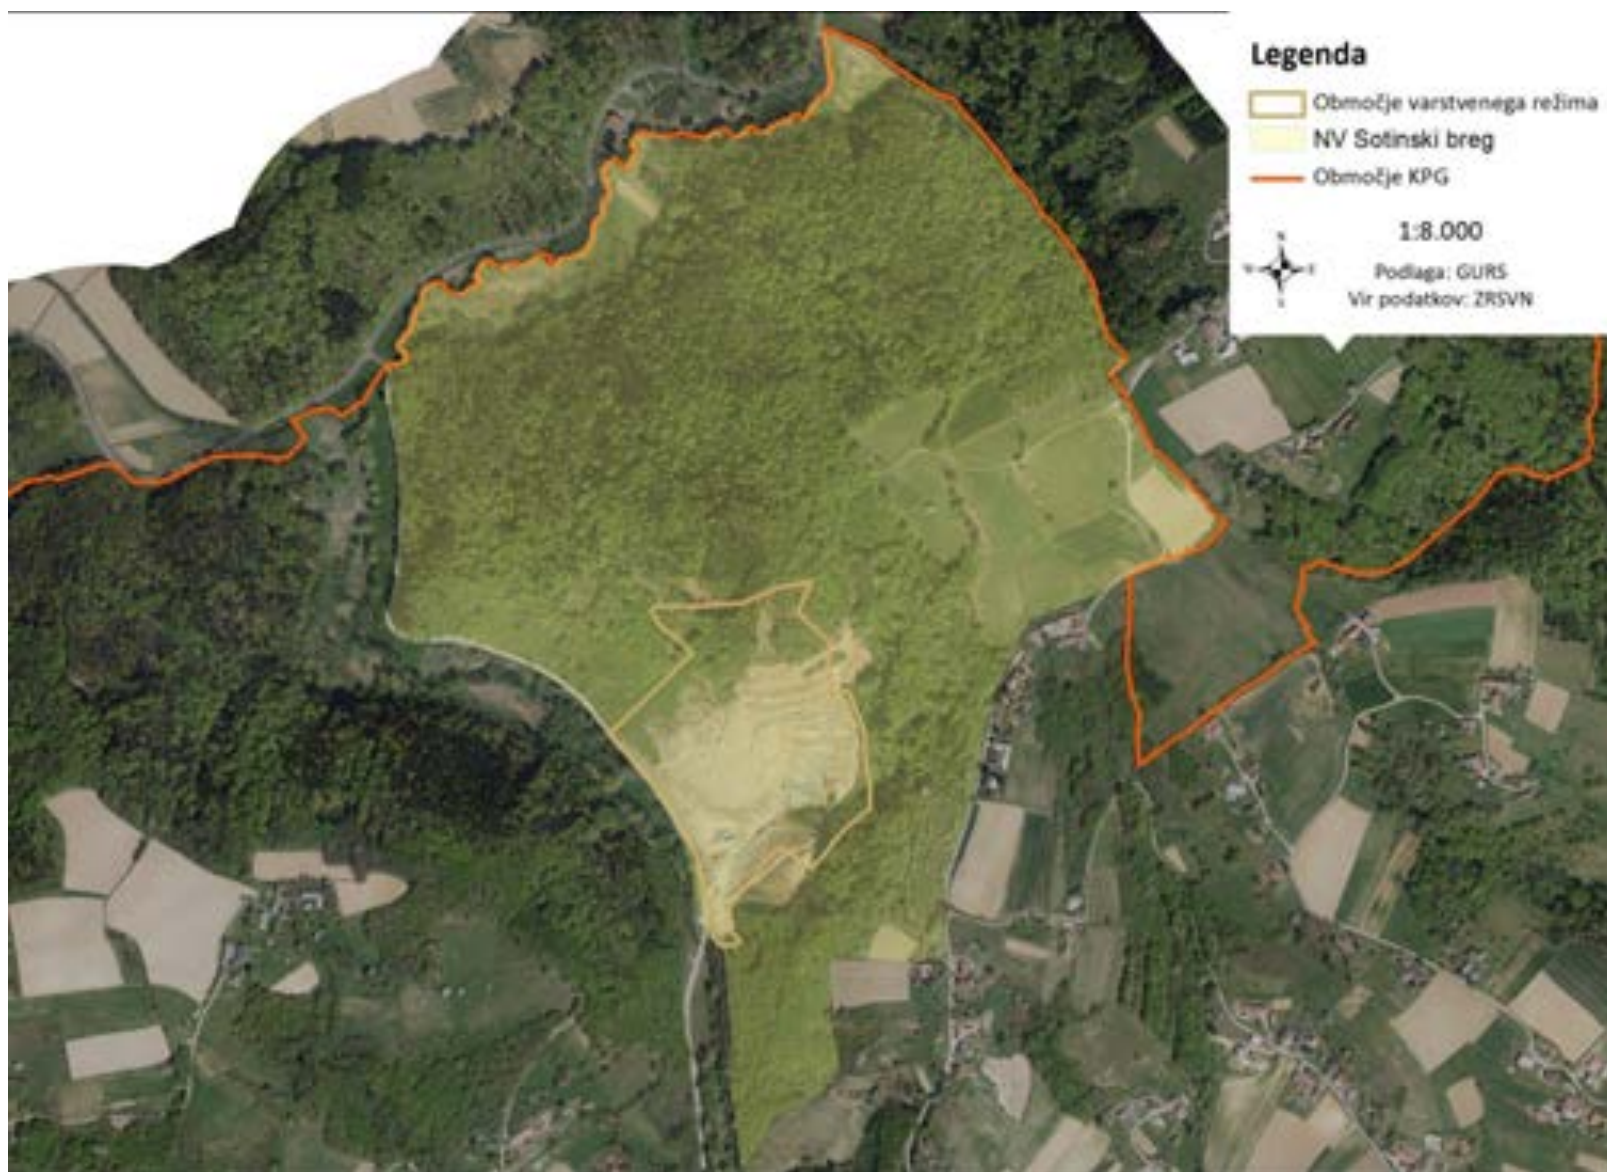 Legenda
Območje varstvenega režima
NV Sotinski breg
Območje KPG
1:8.000
N
W E
S
Podlaga: GURS
Vir podatkov: ZRSVN